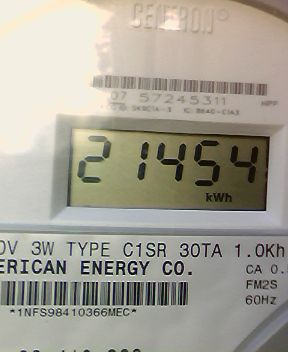 CENTRON®
07 57245311
21454
kWh
0V 3W TYPE C1SR 30TA 1.0Kh
ERICAN ENERGY CO.
CA 0.
FM2S
60Hz
*1NFS98410366MEC*